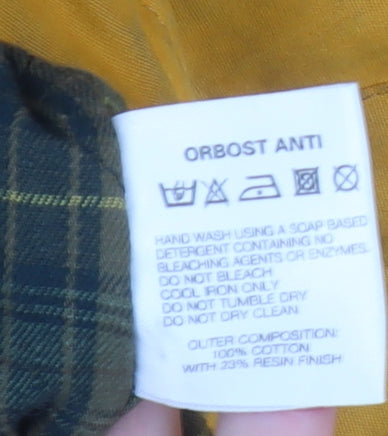 ORBOST ANTI
HAND WASH USING A SOAP BASED
DETERGENT CONTAINING NO
BLEACHING AGENTS OR ENZYMES.
DO NOT BLEACH
COOL IRON ONLY
DO NOT TUMBLE DRY
DO NOT DRY CLEAN
OUTER COMPOSITION:
100% COTTON
WITH 23% RESIN FINISH